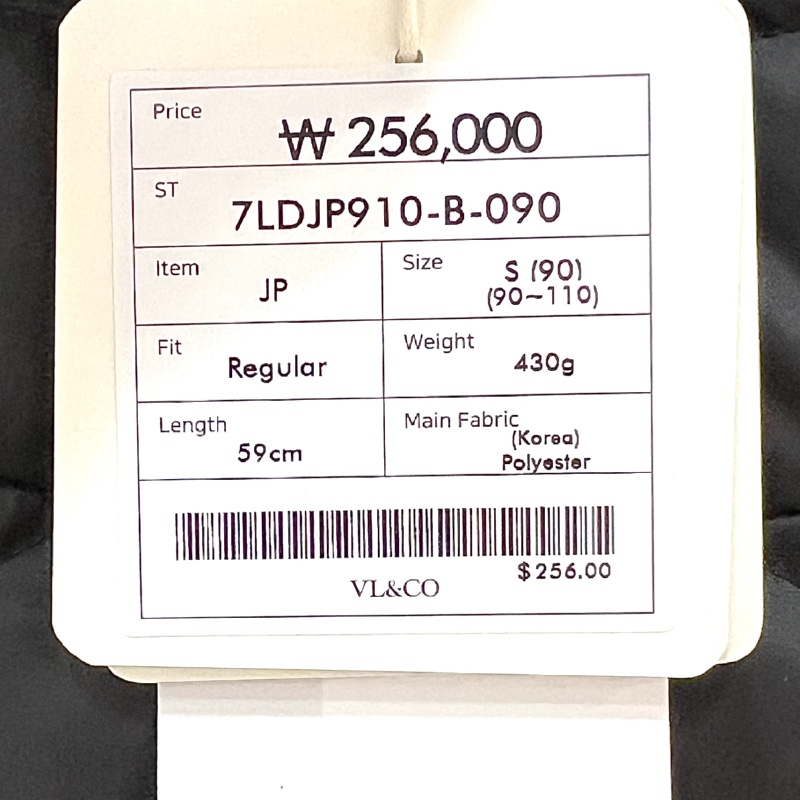 Price
₩ 256,000
ST
7LDJP910-B-090
Item
JP
Size
S (90)
(90~110)
Fit
Regular
Weight
430g
Length
59cm
Main Fabric
(Korea)
Polyester
$256.00
VL&CO